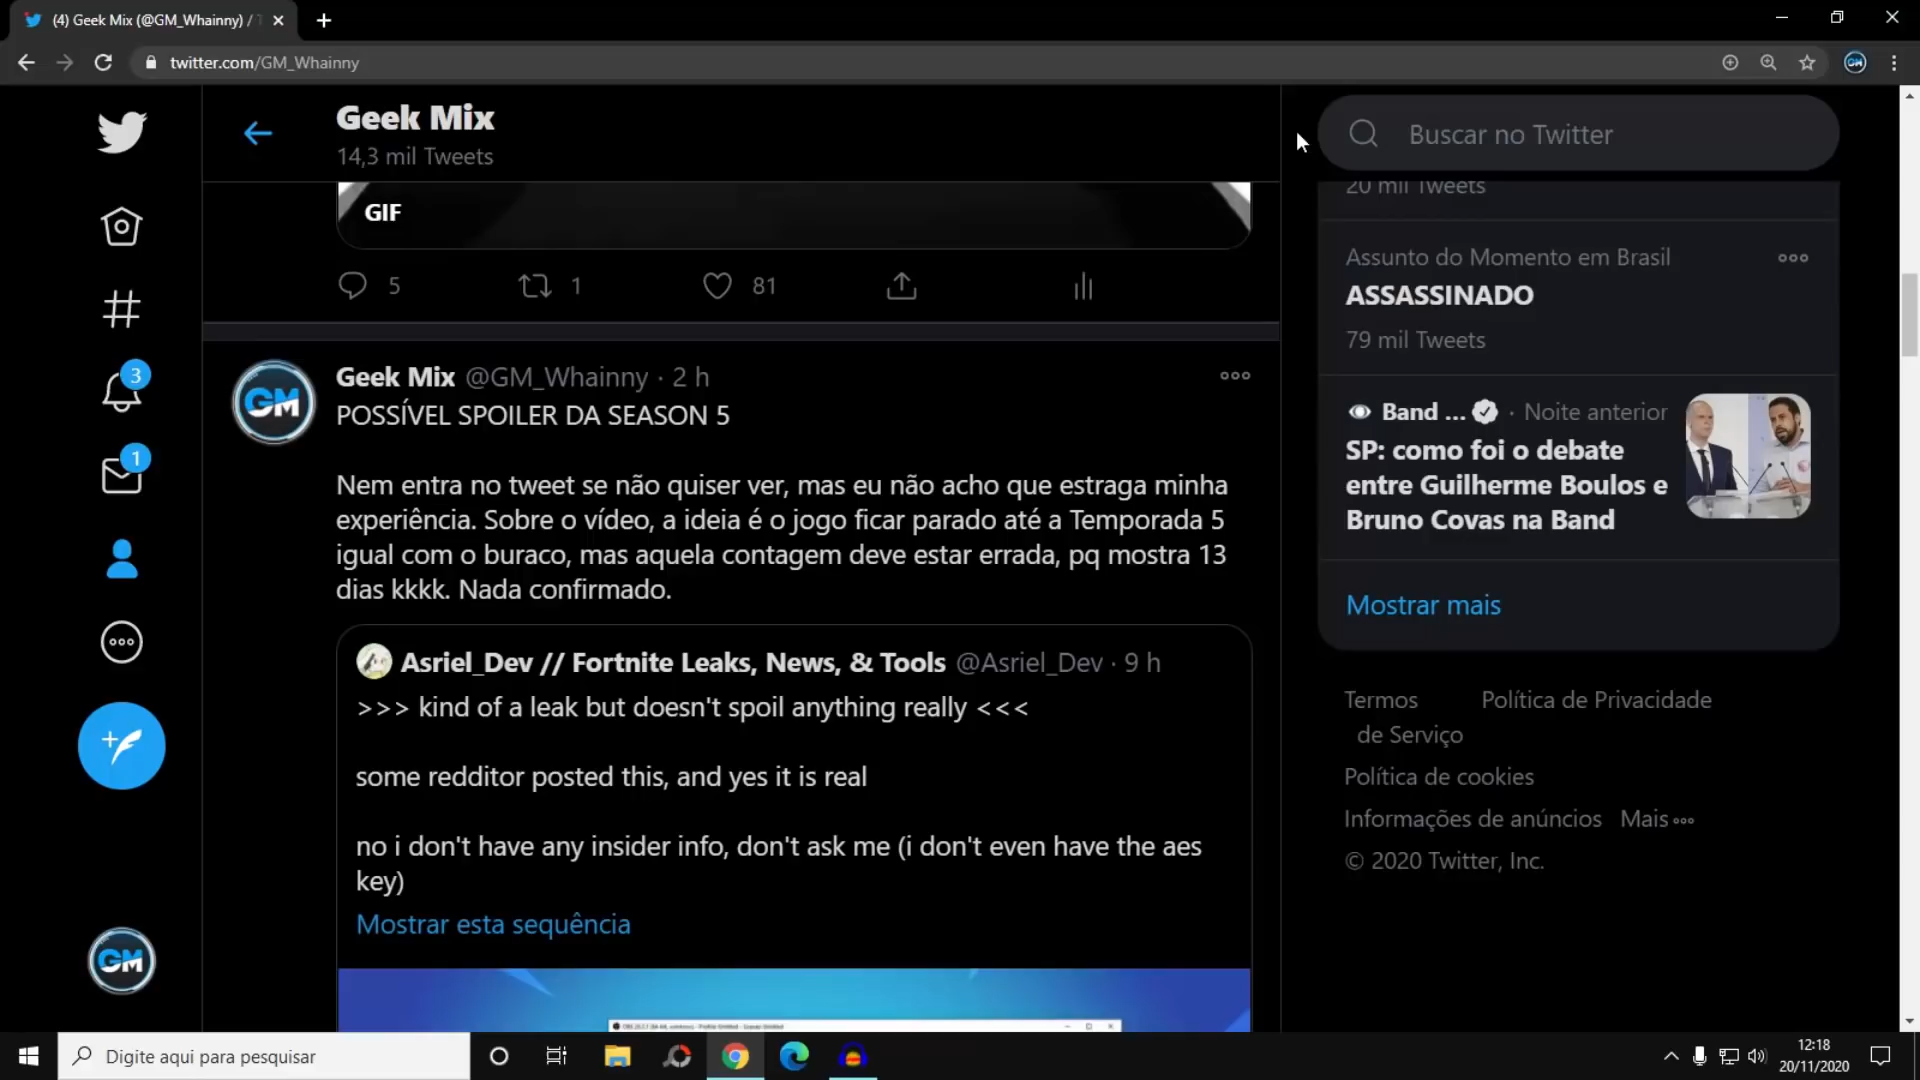 (4) Geek Mix (@GM_Whainny) / T
twitter.com/GM_Whainny
Geek Mix
14,3 mil Tweets
Buscar no Twitter
GIF
5
1
81
20 mil Tweets
Assunto do Momento em Brasil
ASSASSINADO
79 mil Tweets
3
1
Geek Mix @GM_Whainny · 2 h
POSSÍVEL SPOILER DA SEASON 5
Nem entra no tweet se não quiser ver, mas eu não acho que estraga minha
experiência. Sobre o vídeo, a ideia é o jogo ficar parado até a Temporada 5
igual com o buraco, mas aquela contagem deve estar errada, pq mostra 13
dias kkkk. Nada confirmado.
Band ... · Noite anterior
SP: como foi o debate
entre Guilherme Boulos e
Bruno Covas na Band
Mostrar mais
Asriel_Dev // Fortnite Leaks, News, & Tools @Asriel_Dev · 9 h
>>> kind of a leak but doesn't spoil anything really <<<
some redditor posted this, and yes it is real
no i don't have any insider info, don't ask me (i don't even have the aes
key)
Mostrar esta sequência
Termos
de Serviço
Política de Privacidade
Política de cookies
Informações de anúncios
Mais
© 2020 Twitter, Inc.
GM
GM
GM
Digite aqui para pesquisar
12:18
20/11/2020